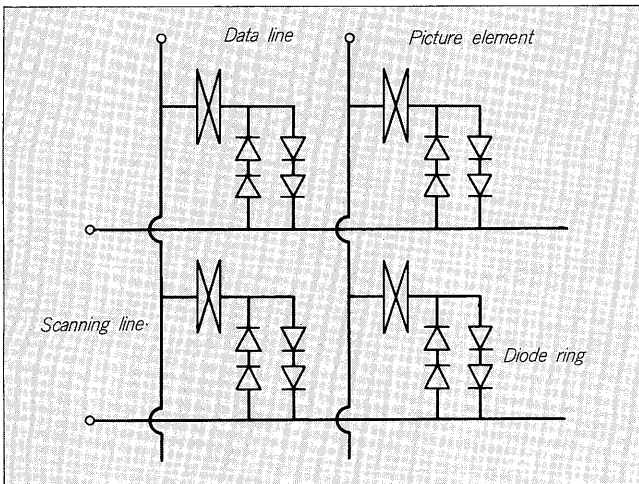 Data line
Picture element
Scanning line
Diode ring